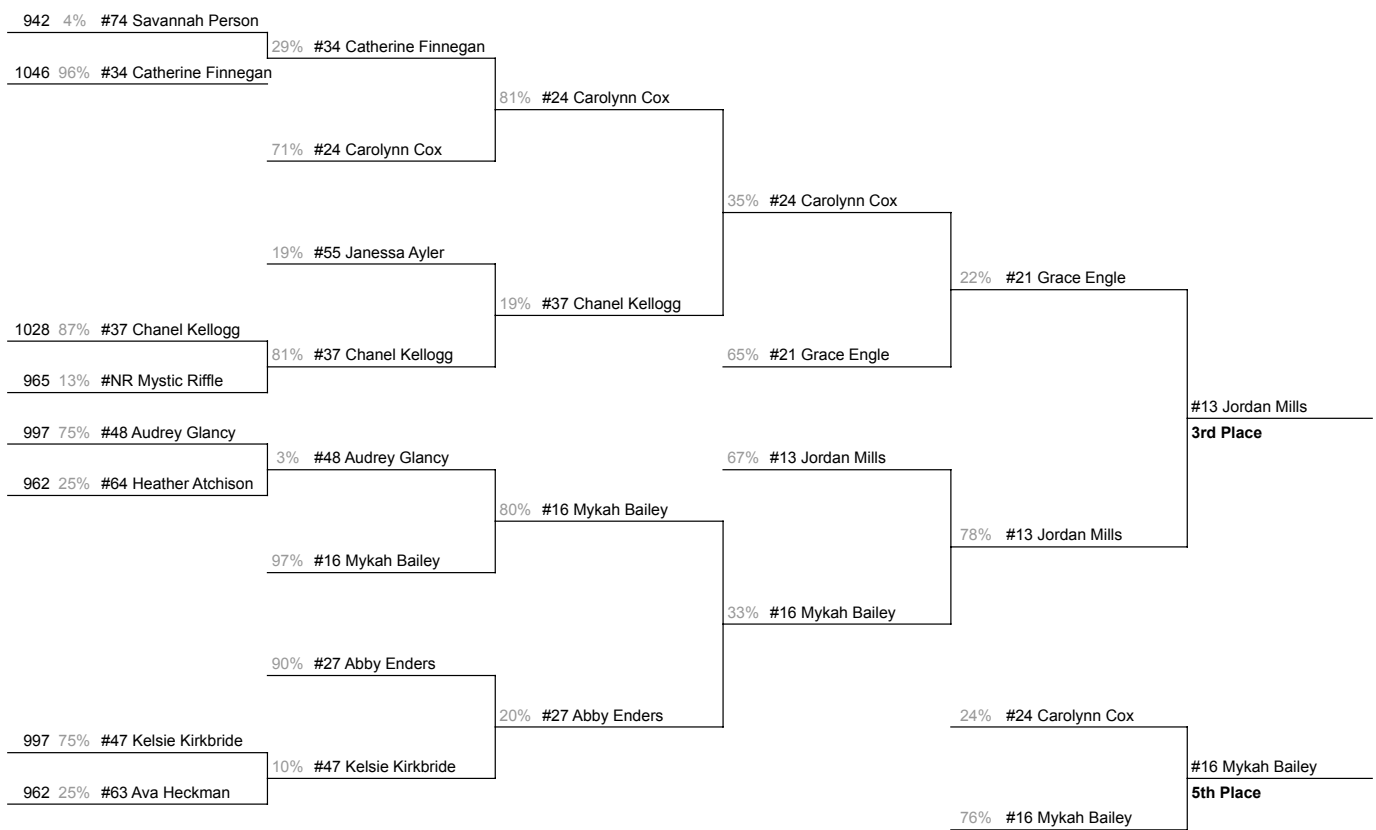 942 4% #74 Savannah Person
29% #34 Catherine Finnegan
1046 96% #34 Catherine Finnegan
81% #24 Carolynn Cox
71% #24 Carolynn Cox
35% #24 Carolynn Cox
19% #55 Janessa Ayler
22% #21 Grace Engle
19% #37 Chanel Kellogg
1028 87% #37 Chanel Kellogg
81% #37 Chanel Kellogg
65% #21 Grace Engle
965 13% #NR Mystic Riffle
#13 Jordan Mills
997 75% #48 Audrey Glancy
3rd Place
3% #48 Audrey Glancy
67% #13 Jordan Mills
962 25% #64 Heather Atchison
80% #16 Mykah Bailey
78% #13 Jordan Mills
97% #16 Mykah Bailey
33% #16 Mykah Bailey
90% #27 Abby Enders
20% #27 Abby Enders
24% #24 Carolynn Cox
997 75% #47 Kelsie Kirkbride
10% #47 Kelsie Kirkbride
#16 Mykah Bailey
962 25% #63 Ava Heckman
5th Place
76% #16 Mykah Bailey